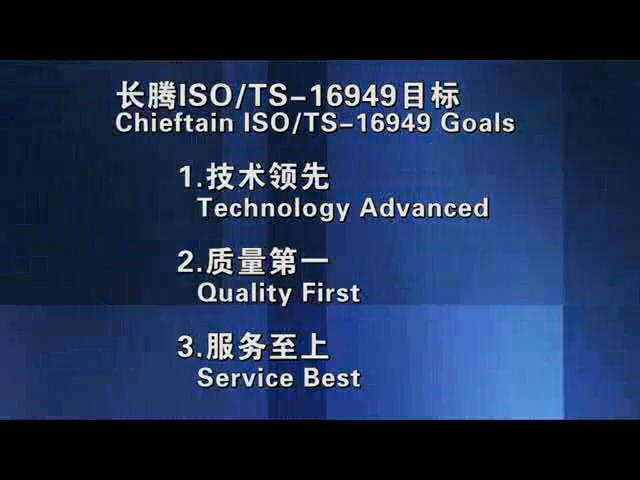 长腾ISO/TS-16949目标
Chieftain ISO/TS-16949 Goals
1.技术领先
Technology Advanced
2.质量第一
Quality First
3.服务至上
Service Best